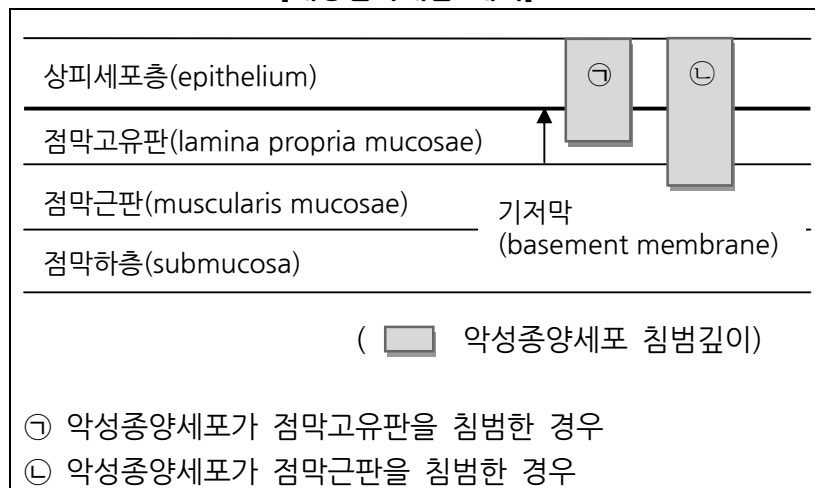 상피세포층(epithelium)
㉠
㉡
점막고유판(lamina propria mucosae)
점막근판(muscularis mucosae)
기저막
(basement membrane)
점막하층(submucosa)
( 악성종양세포 침범깊이)
㉠ 악성종양세포가 점막고유판을 침범한 경우
㉡ 악성종양세포가 점막근판을 침범한 경우